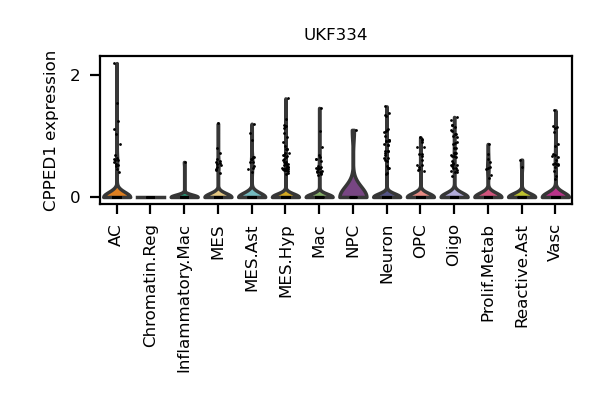 UKF334
CPPED1 expression
2
0
AC
Chromatin.Reg
Inflammatory.Mac
MES
MES.Ast
MES.Hyp
Mac
NPC
Neuron
OPC
Oligo
Prolif.Metab
Reactive.Ast
Vasc